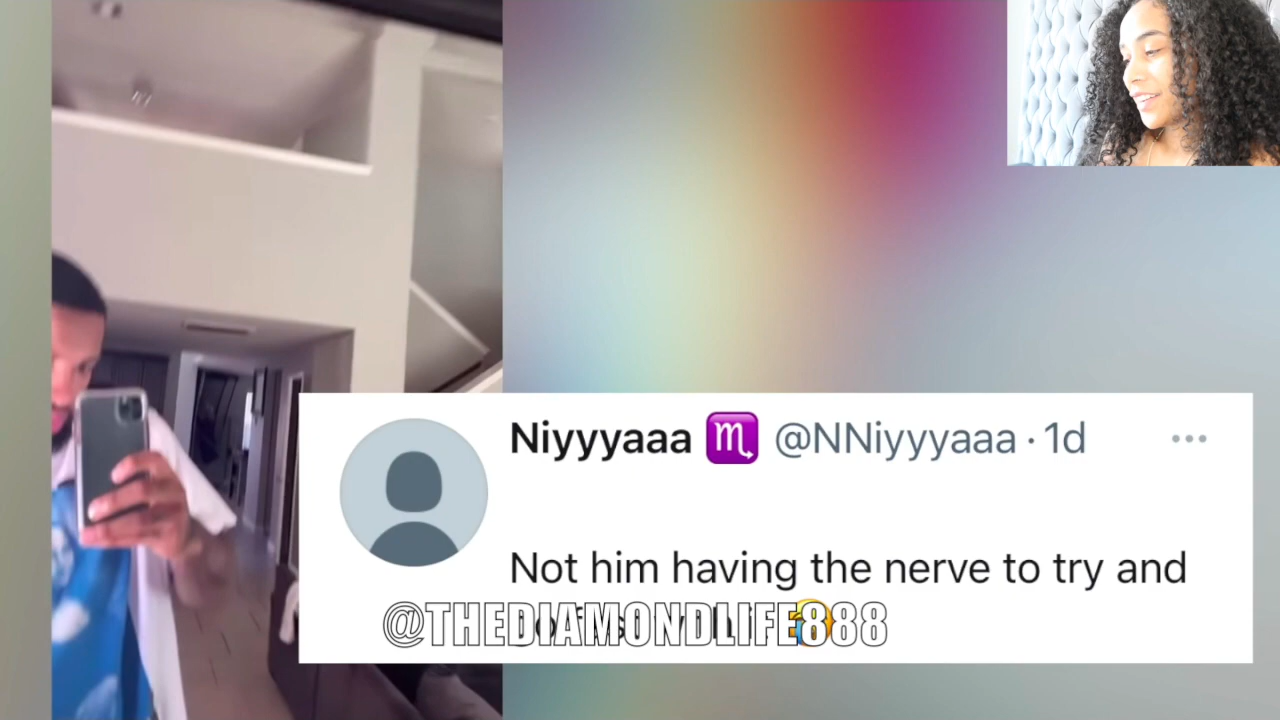 Niyyyaaa ♏ @NNiyyyaaa · 1d
Not him having the nerve to try and
@THEDIAMONDLIFE888